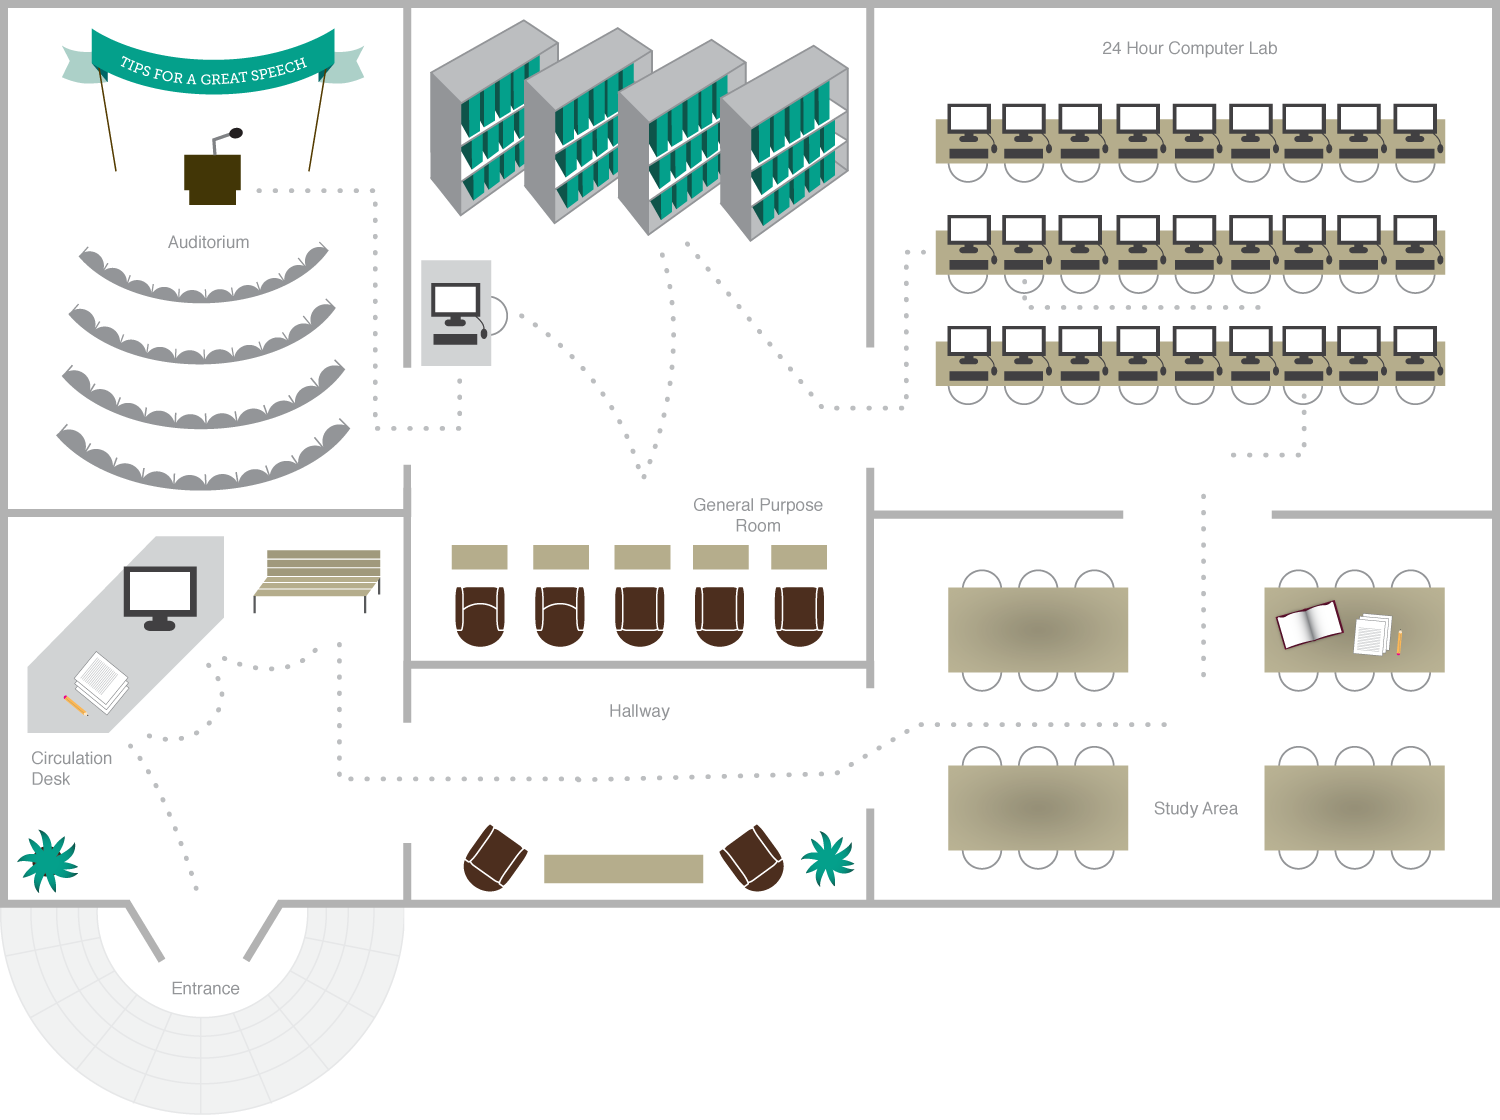 TIPS FOR A GREAT SPEECH
24 Hour Computer Lab
Auditorium
General Purpose
Room
Hallway
Circulation
Desk
Study Area
Entrance